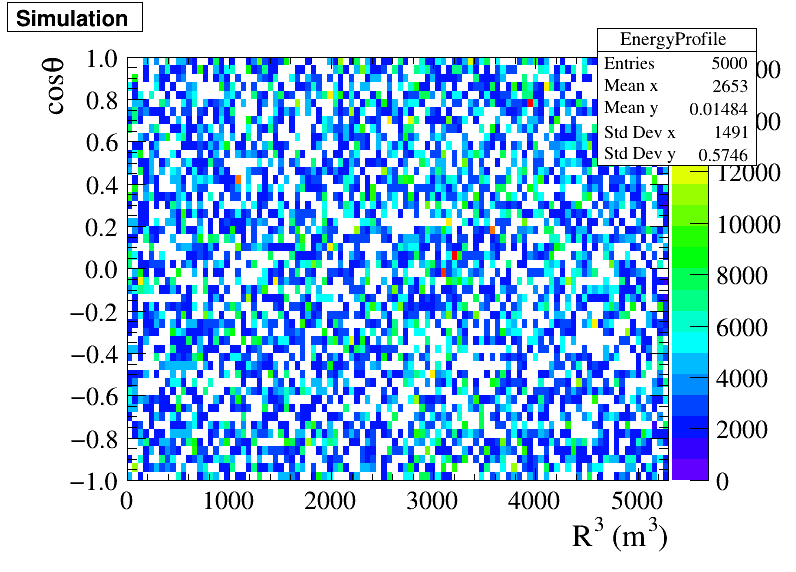 Simulation
EnergyProfile
Entries 5000
Mean x 2653
Mean y 0.01484
Std Dev x 1491
Std Dev y 0.5746
cosθ
1.0
0.8
0.6
0.4
0.2
0.0
−0.2
−0.4
−0.6
−0.8
−1.0
0 1000 2000 3000 4000 5000
R³ (m³)
00
00
12000
10000
8000
6000
4000
2000
0